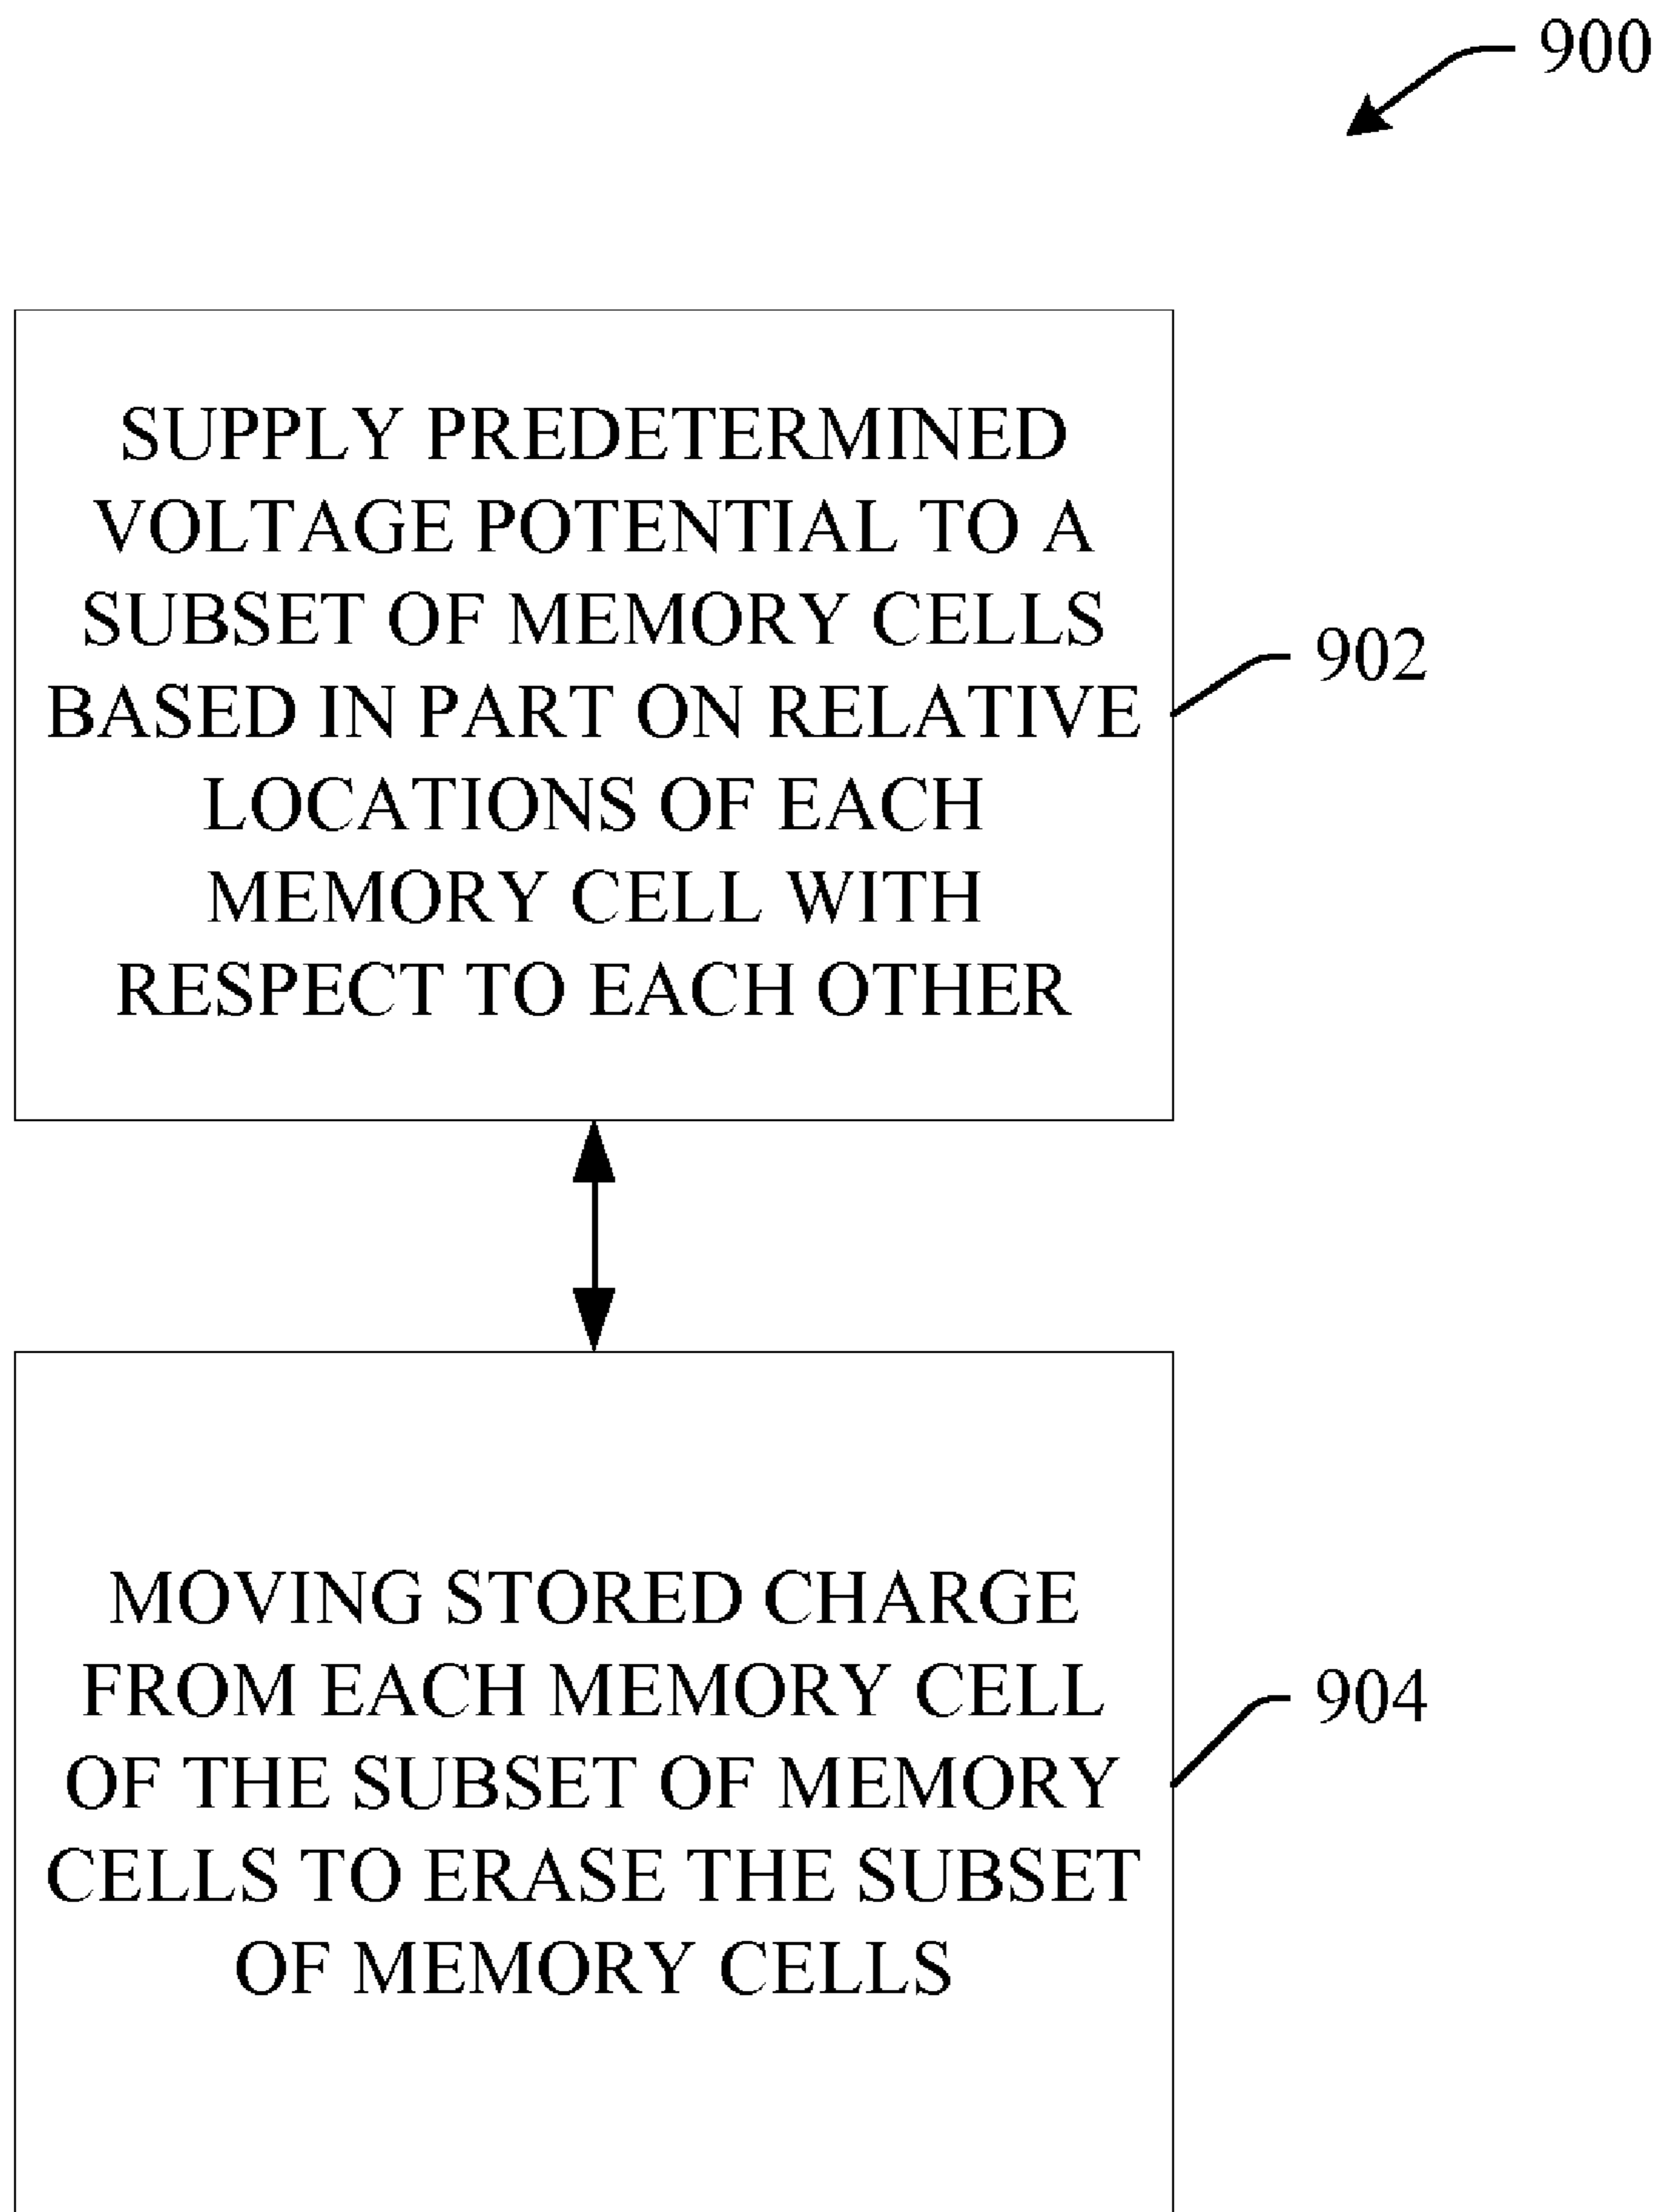 900
SUPPLY PREDETERMINED
VOLTAGE POTENTIAL TO A
SUBSET OF MEMORY CELLS
BASED IN PART ON RELATIVE
LOCATIONS OF EACH
MEMORY CELL WITH
RESPECT TO EACH OTHER
902
MOVING STORED CHARGE
FROM EACH MEMORY CELL
OF THE SUBSET OF MEMORY
CELLS TO ERASE THE SUBSET
OF MEMORY CELLS
904